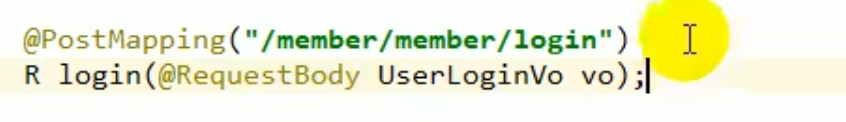 @PostMapping("/member/member/login")
R login(@RequestBody UserLoginVo vo);